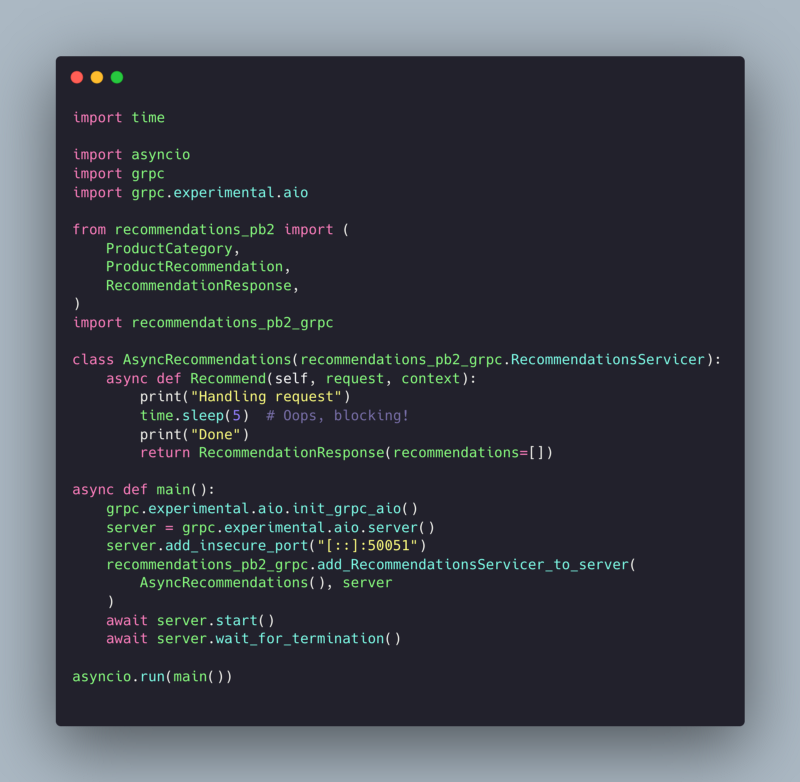 import time
import asyncio
import grpc
import grpc.experimental.aio
from recommendations_pb2 import (
    ProductCategory,
    ProductRecommendation,
    RecommendationResponse,
)
import recommendations_pb2_grpc
class AsyncRecommendations(recommendations_pb2_grpc.RecommendationsServicer):
    async def Recommend(self, request, context):
        print("Handling request")
        time.sleep(5)  # Oops, blocking!
        print("Done")
        return RecommendationResponse(recommendations=[])
async def main():
    grpc.experimental.aio.init_grpc_aio()
    server = grpc.experimental.aio.server()
    server.add_insecure_port("[::]:50051")
    recommendations_pb2_grpc.add_RecommendationsServicer_to_server(
        AsyncRecommendations(), server
    )
    await server.start()
    await server.wait_for_termination()
asyncio.run(main())